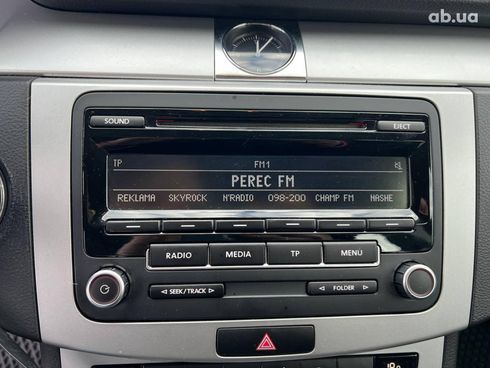 ab.ua
SOUND
EJECT
TP FM1
PEREC FM
REKLAMA SKYROCK N'RADIO 098-200 CHAMP FM NASHE
RADIO MEDIA TP MENU
◁ SEEK/TRACK ▷ ◁ FOLDER ▷